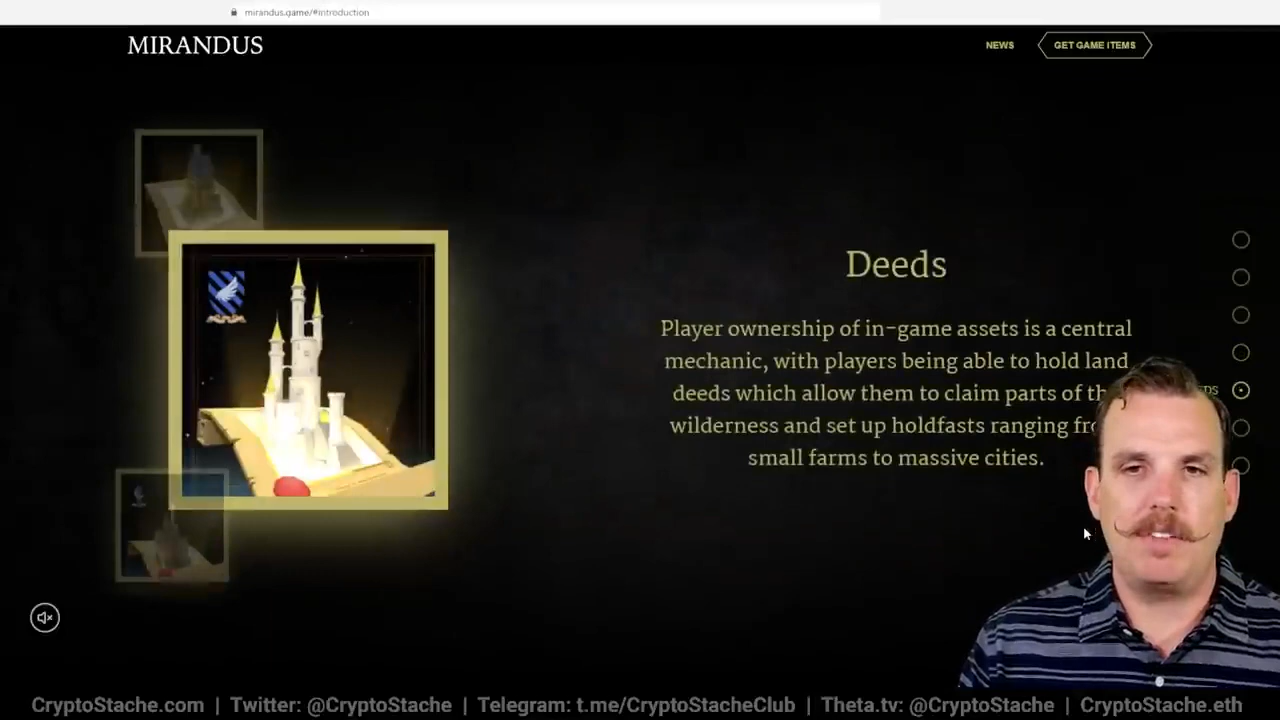 mirandus.game/#introduction
MIRANDUS
NEWS
GET GAME ITEMS
Deeds
Player ownership of in-game assets is a central
mechanic, with players being able to hold land
deeds which allow them to claim parts of
wilderness and set up holdfasts ranging
small farms to massive cities.
CryptoStache.com | Twitter: @CryptoStache | Telegram: t.me/CryptoStacheClub | Theta.tv: @CryptoStache | CryptoStache.eth